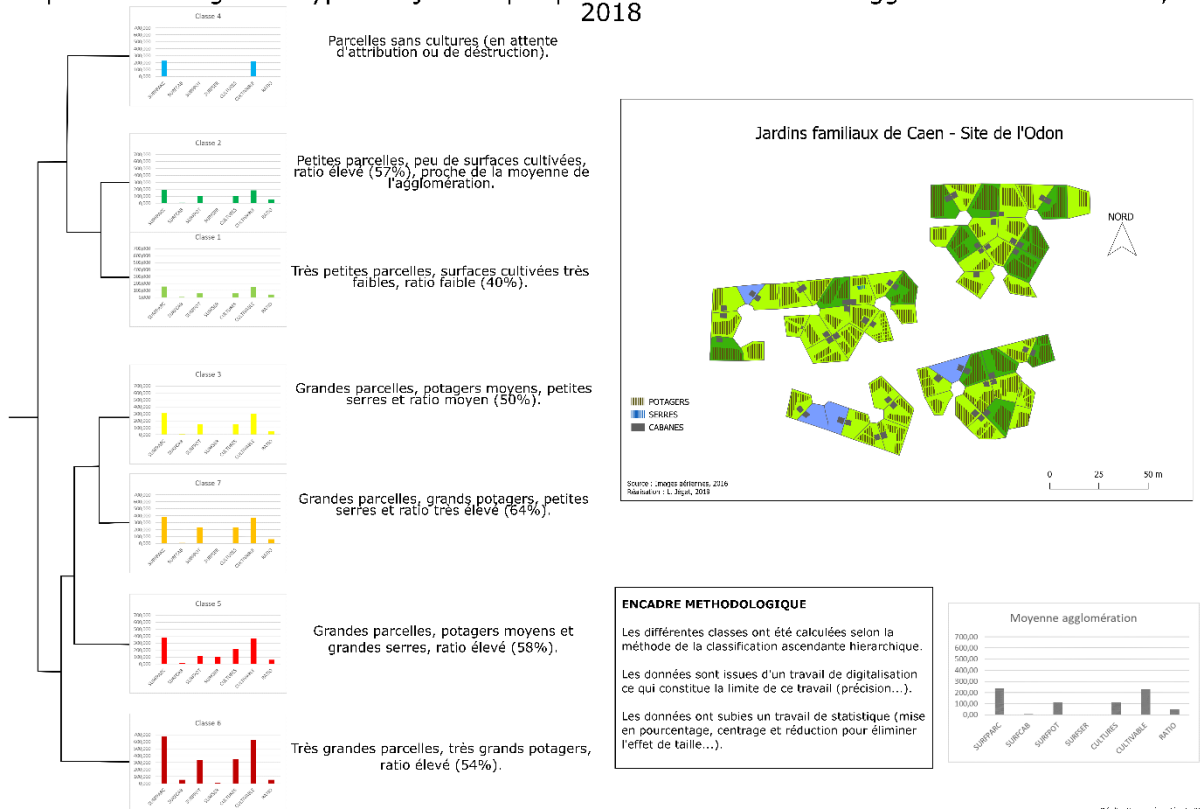 2018
Classe 4
Parcelles sans cultures (en attente
d'attribution ou de déstruction).
Classe 2
Petites parcelles, peu de surfaces cultivées,
ratio élevé (57%), proche de la moyenne de
l'agglomération.
Classe 1
Très petites parcelles, surfaces cultivées très
faibles, ratio faible (40%).
Classe 3
Grandes parcelles, potagers moyens, petites
serres et ratio moyen (50%).
Classe 7
Grandes parcelles, grands potagers, petites
serres et ratio très élevé (64%).
Classe 5
Grandes parcelles, potagers moyens et
grandes serres, ratio élevé (58%).
Classe 6
Très grandes parcelles, très grands potagers,
ratio élevé (54%).
Jardins familiaux de Caen - Site de l'Odon
NORD
POTAGERS
SERRES
CABANES
Source : Images aériennes, 2016
Réalisation : L. Jégat, 2018
0 25 50 m
ENCADRE METHODOLOGIQUE
Les différentes classes ont été calculées selon la
méthode de la classification ascendante hierarchique.
Les données sont issues d'un travail de digitalisation
ce qui constitue la limite de ce travail (précision...).
Les données ont subies un travail de statistique (mise
en pourcentage, centrage et réduction pour éliminer
l'effet de taille...).
Moyenne agglomération
700,00
600,00
500,00
400,00
300,00
200,00
100,00
0,00
SURFPARC
SURFCAB
SURFPOT
SURFSER
CULTURES
CULTIVABLE
RATIO